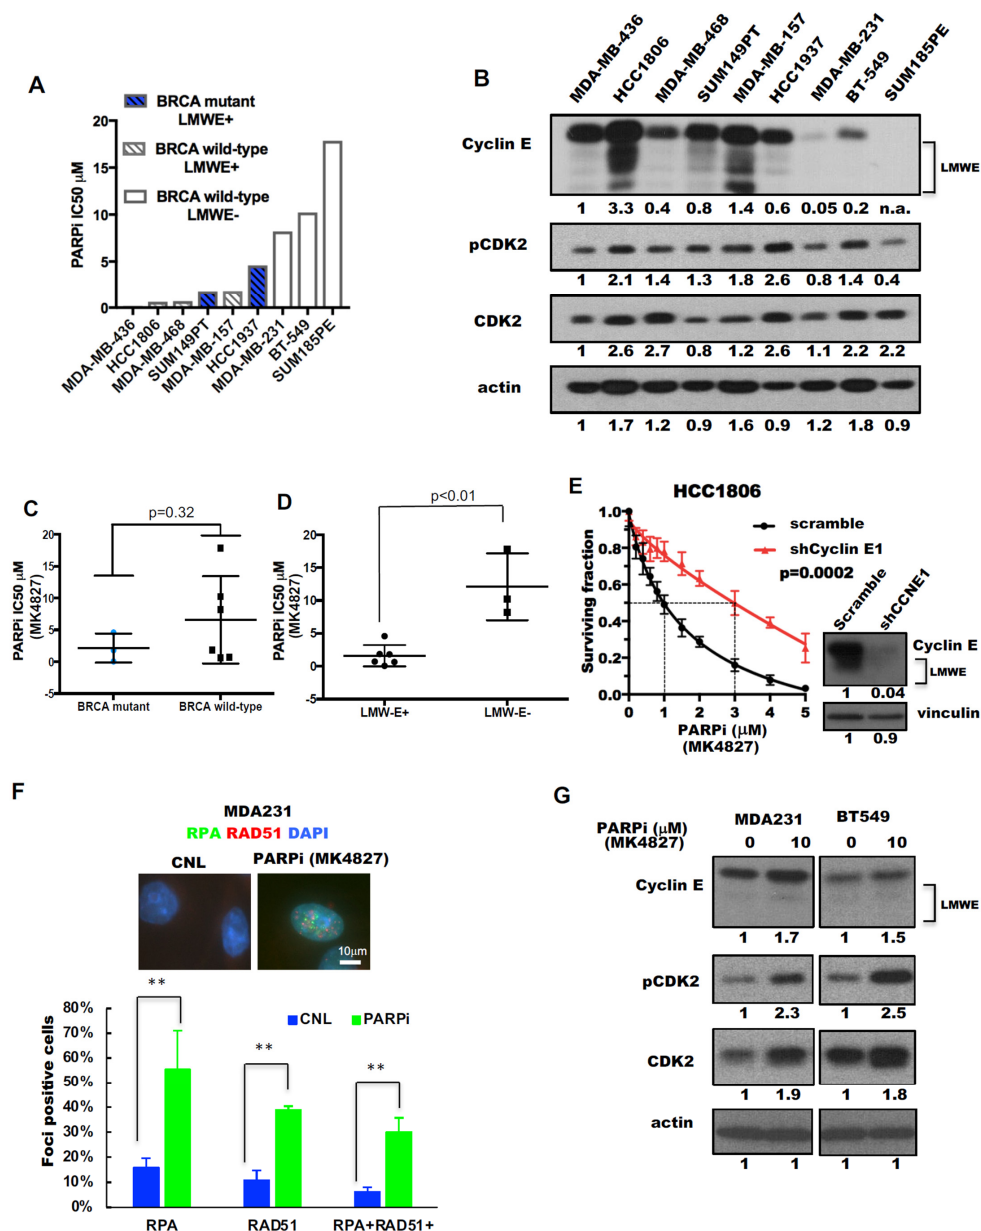 A
BRCA mutant
LMWE+
BRCA wild-type
LMWE+
BRCA wild-type
LMWE-
PARPi IC50 μM
20
15
10
5
0
MDA-MB-436
HCC1806
MDA-MB-468
SUM149PT
MDA-MB-157
HCC1937
MDA-MB-231
BT-549
SUM185PE
B
MDA-MB-436
HCC1806
MDA-MB-468
SUM149PT
MDA-MB-157
HCC1937
MDA-MB-231
BT-549
SUM185PE
Cyclin E
LMWE
1 3.3 0.4 0.8 1.4 0.6 0.05 0.2 n.a.
pCDK2
1 2.1 1.4 1.3 1.8 2.6 0.8 1.4 0.4
CDK2
1 2.6 2.7 0.8 1.2 2.6 1.1 2.2 2.2
actin
1 1.7 1.2 0.9 1.6 0.9 1.2 1.8 0.9
C
p=0.32
PARPi IC50 μM
(MK4827)
20
15
10
5
0
-5
BRCA mutant BRCA wild-type
D
p<0.01
PARPi IC50 μM
(MK4827)
20
15
10
5
0
-5
LMW-E+ LMW-E-
E
HCC1806
scramble
shCyclin E1
p=0.0002
Surviving fraction
1.0
0.8
0.6
0.4
0.2
0.0
0 1 2 3 4 5
PARPi (μM)
(MK4827)
Scramble
shCCNE1
Cyclin E
LMWE
1 0.04
vinculin
1 0.9
F
MDA231
RPA RAD51 DAPI
CNL PARPi (MK4827)
10μm
** ** **
CNL PARPi
Foci positive cells
80%
70%
60%
50%
40%
30%
20%
10%
0%
RPA RAD51 RPA+RAD51+
G
MDA231 BT549
PARPi (μM)
(MK4827)
0 10 0 10
Cyclin E
LMWE
1 1.7 1 1.5
pCDK2
1 2.3 1 2.5
CDK2
1 1.9 1 1.8
actin
1 1 1 1